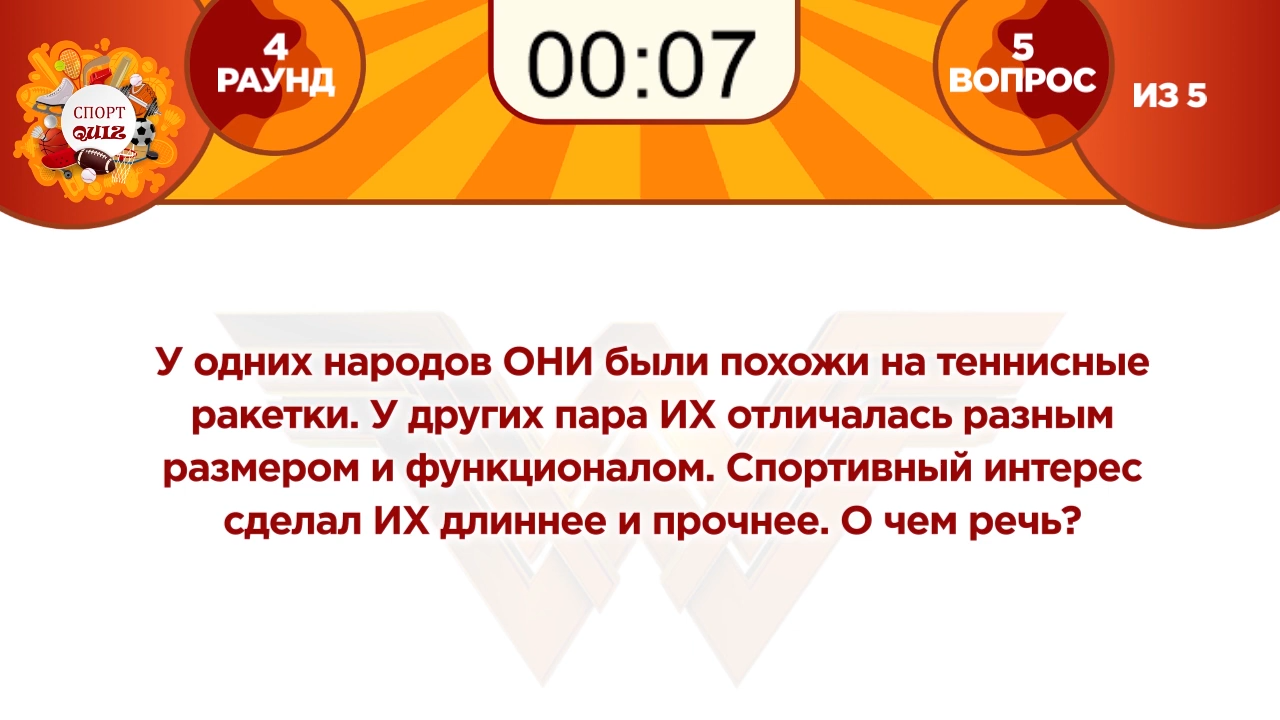 СПОРТ
QUIZ
4
РАУНД
00:07
5
ВОПРОС
ИЗ 5
У одних народов ОНИ были похожи на теннисные
ракетки. У других пара ИХ отличалась разным
размером и функционалом. Спортивный интерес
сделал ИХ длиннее и прочнее. О чем речь?